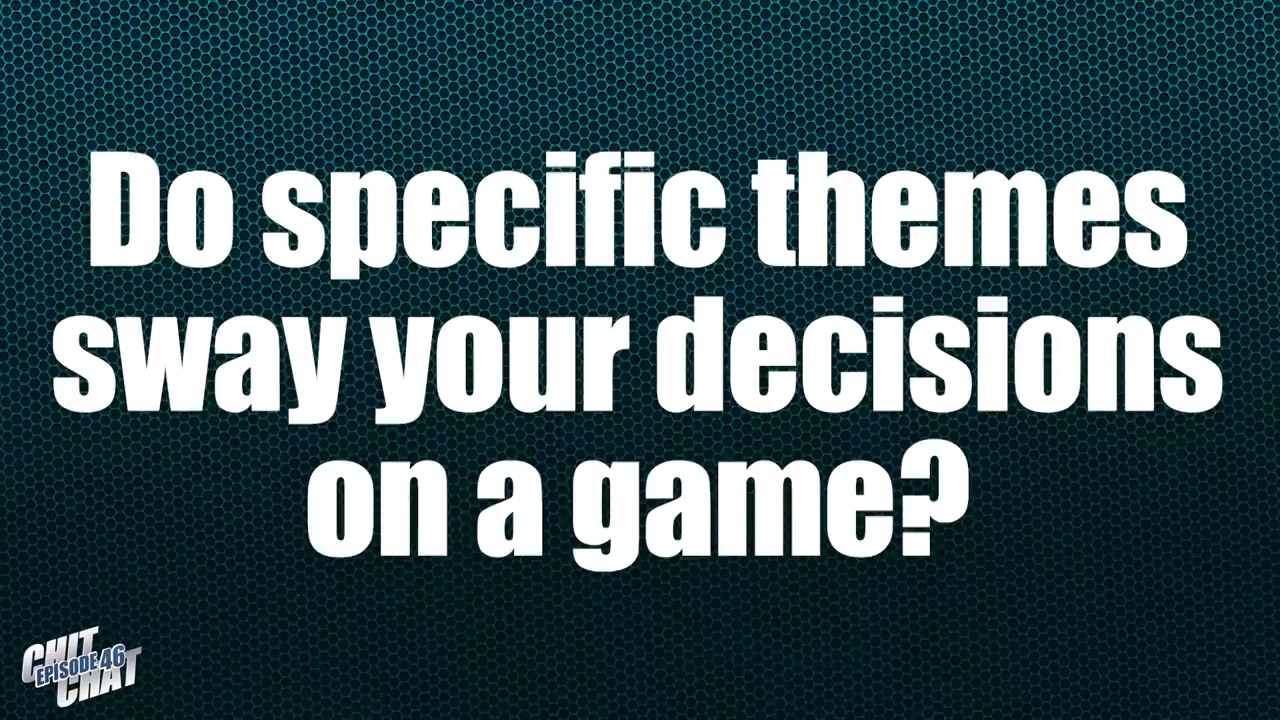 Do specific themes
sway your decisions
on a game?
CHIT
EPISODE 46
CHAT